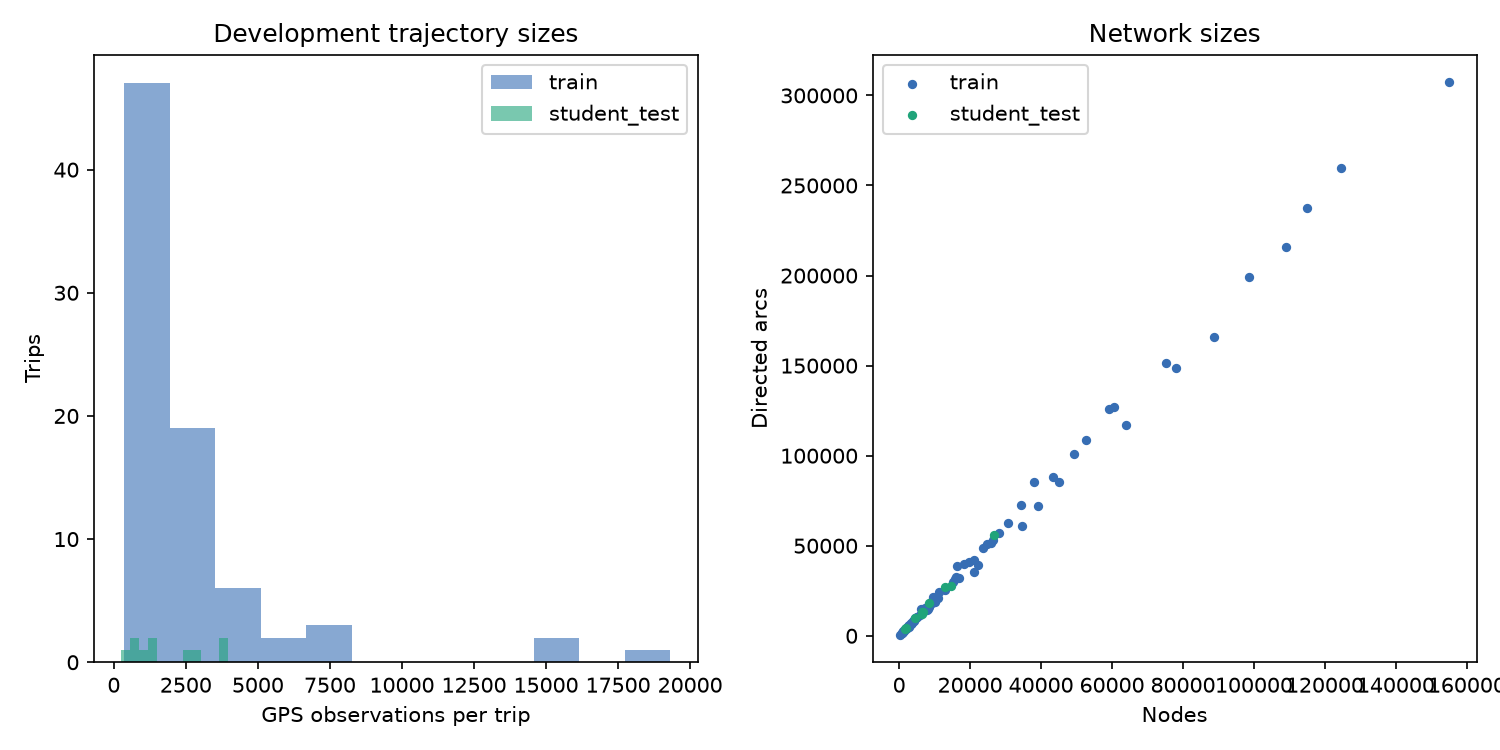 Development trajectory sizes
train
student_test
Trips
40
30
20
10
0
0 2500 5000 7500 10000 12500 15000 17500 20000
GPS observations per trip
Network sizes
train
student_test
Directed arcs
300000
250000
200000
150000
100000
50000
0
0 20000 40000 60000 80000 100000 120000 140000 160000
Nodes